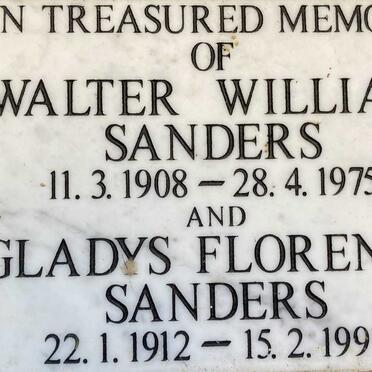 N TREASURED MEMO
OF
WALTER WILLIA
SANDERS
11.3.1908 – 28.4.1975
AND
GLADYS FLOREN
SANDERS
22.1.1912 – 15.2.199